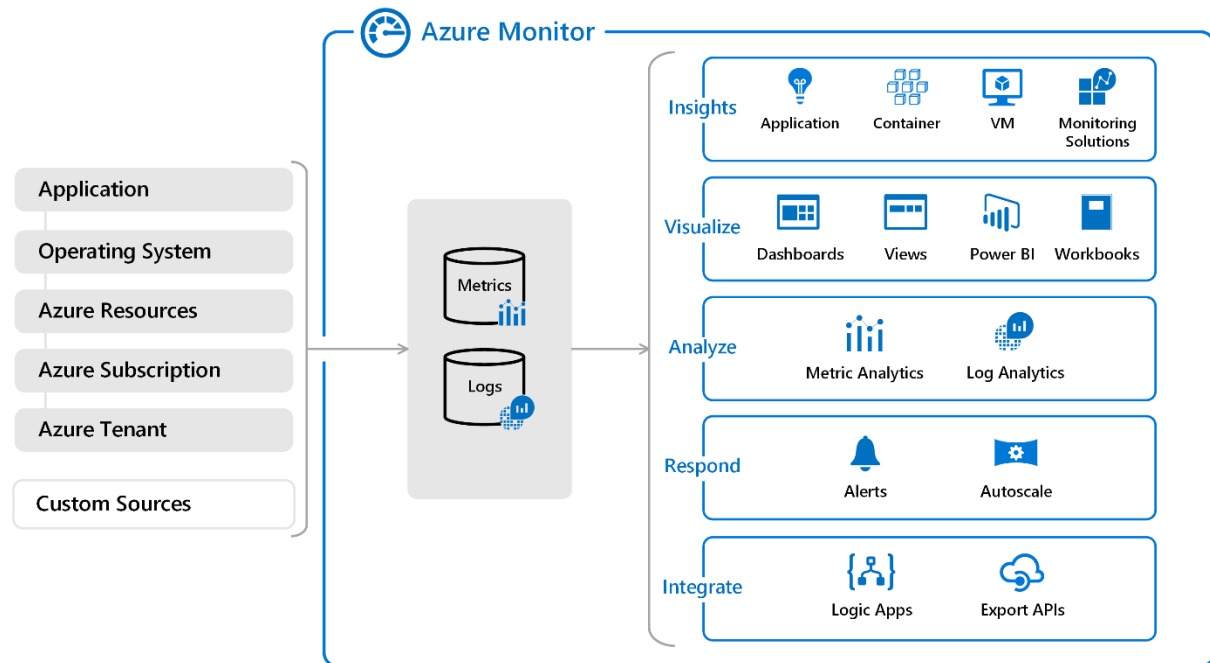 Azure Monitor
Application
Operating System
Azure Resources
Azure Subscription
Azure Tenant
Custom Sources
Metrics
Logs
Insights
Application
Container
VM
Monitoring
Solutions
Visualize
Dashboards
Views
Power BI
Workbooks
Analyze
Metric Analytics
Log Analytics
Respond
Alerts
Autoscale
Integrate
Logic Apps
Export APIs